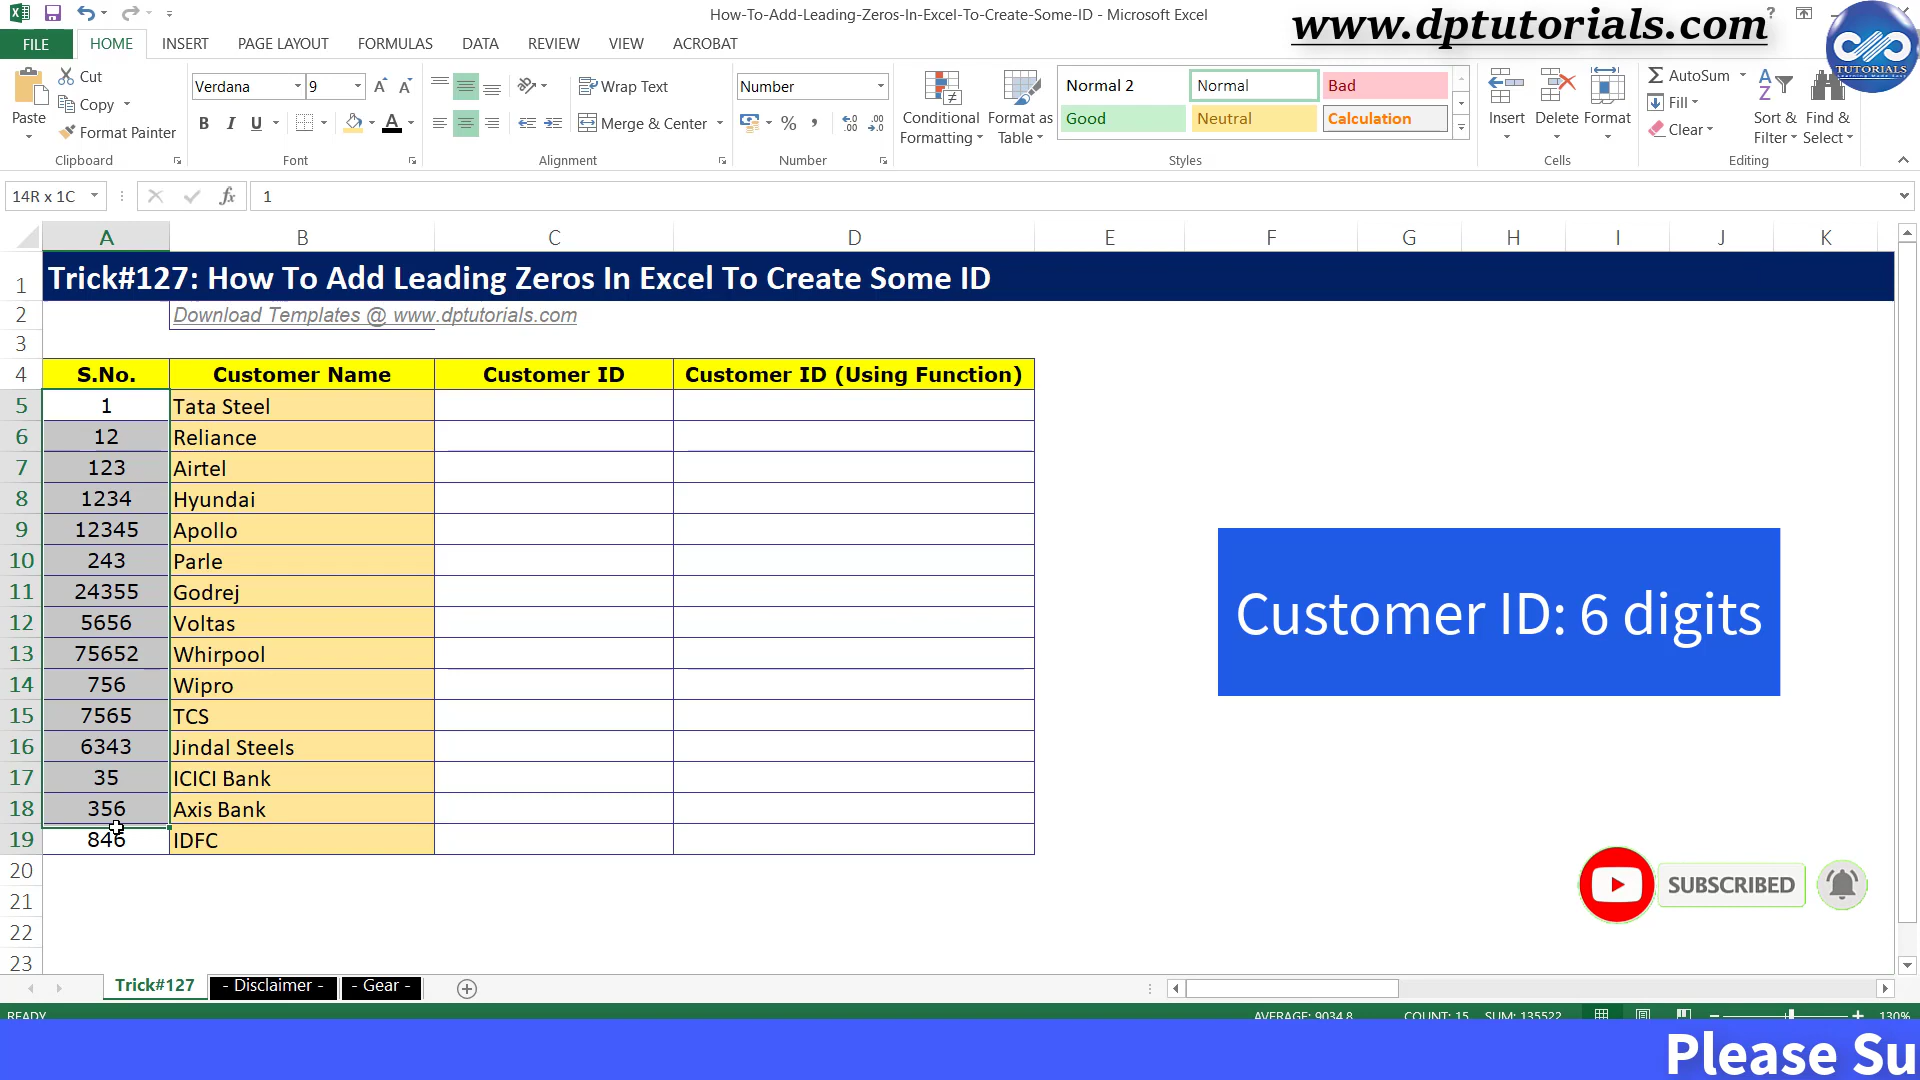 How-To-Add-Leading-Zeros-In-Excel-To-Create-Some-ID - Microsoft Excel
www.dptutorials.com
TUTORIALS
FILE HOME INSERT PAGE LAYOUT FORMULAS DATA REVIEW VIEW ACROBAT
Paste
Cut
Copy
Format Painter
Clipboard
Verdana 9
B I U
Font
Wrap Text
Merge & Center
Alignment
Number
Number
Conditional Formatting
Format as Table
Normal 2 Normal Bad
Good Neutral Calculation
Styles
Insert Delete Format
Cells
AutoSum
Fill
Clear
Sort & Filter
Find & Select
Editing
14R x 1C fx 1
A B C D E F G H I J K
1 Trick#127: How To Add Leading Zeros In Excel To Create Some ID
2 Download Templates @ www.dptutorials.com
3
4 S.No. Customer Name Customer ID Customer ID (Using Function)
5 1 Tata Steel
6 12 Reliance
7 123 Airtel
8 1234 Hyundai
9 12345 Apollo
10 243 Parle
11 24355 Godrej
12 5656 Voltas
13 75652 Whirpool
14 756 Wipro
15 7565 TCS
16 6343 Jindal Steels
17 35 ICICI Bank
18 356 Axis Bank
19 846 IDFC
20
21
22
23
Customer ID: 6 digits
SUBSCRIBED
Trick#127 - Disclaimer - - Gear -
READY AVERAGE: 9034.8 COUNT: 15 SUM: 135522 130%
Please Su